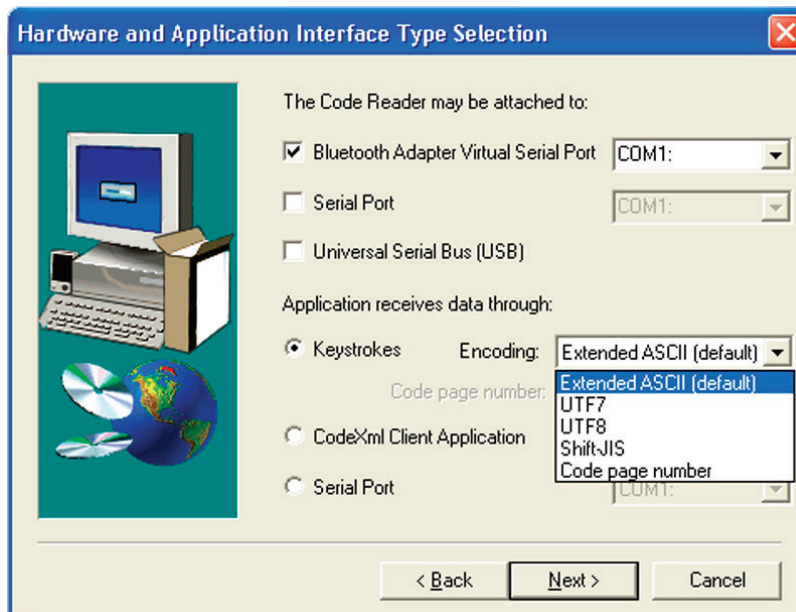 Hardware and Application Interface Type Selection
The Code Reader may be attached to:
Bluetooth Adapter Virtual Serial Port COM1:
Serial Port COM1:
Universal Serial Bus (USB)
Application receives data through:
Keystrokes Encoding: Extended ASCII (default)
Code page number: Extended ASCII (default)
UTF7
UTF8
CodeXml Client Application Shift-JIS
Code page number
Serial Port COM1:
< Back Next > Cancel